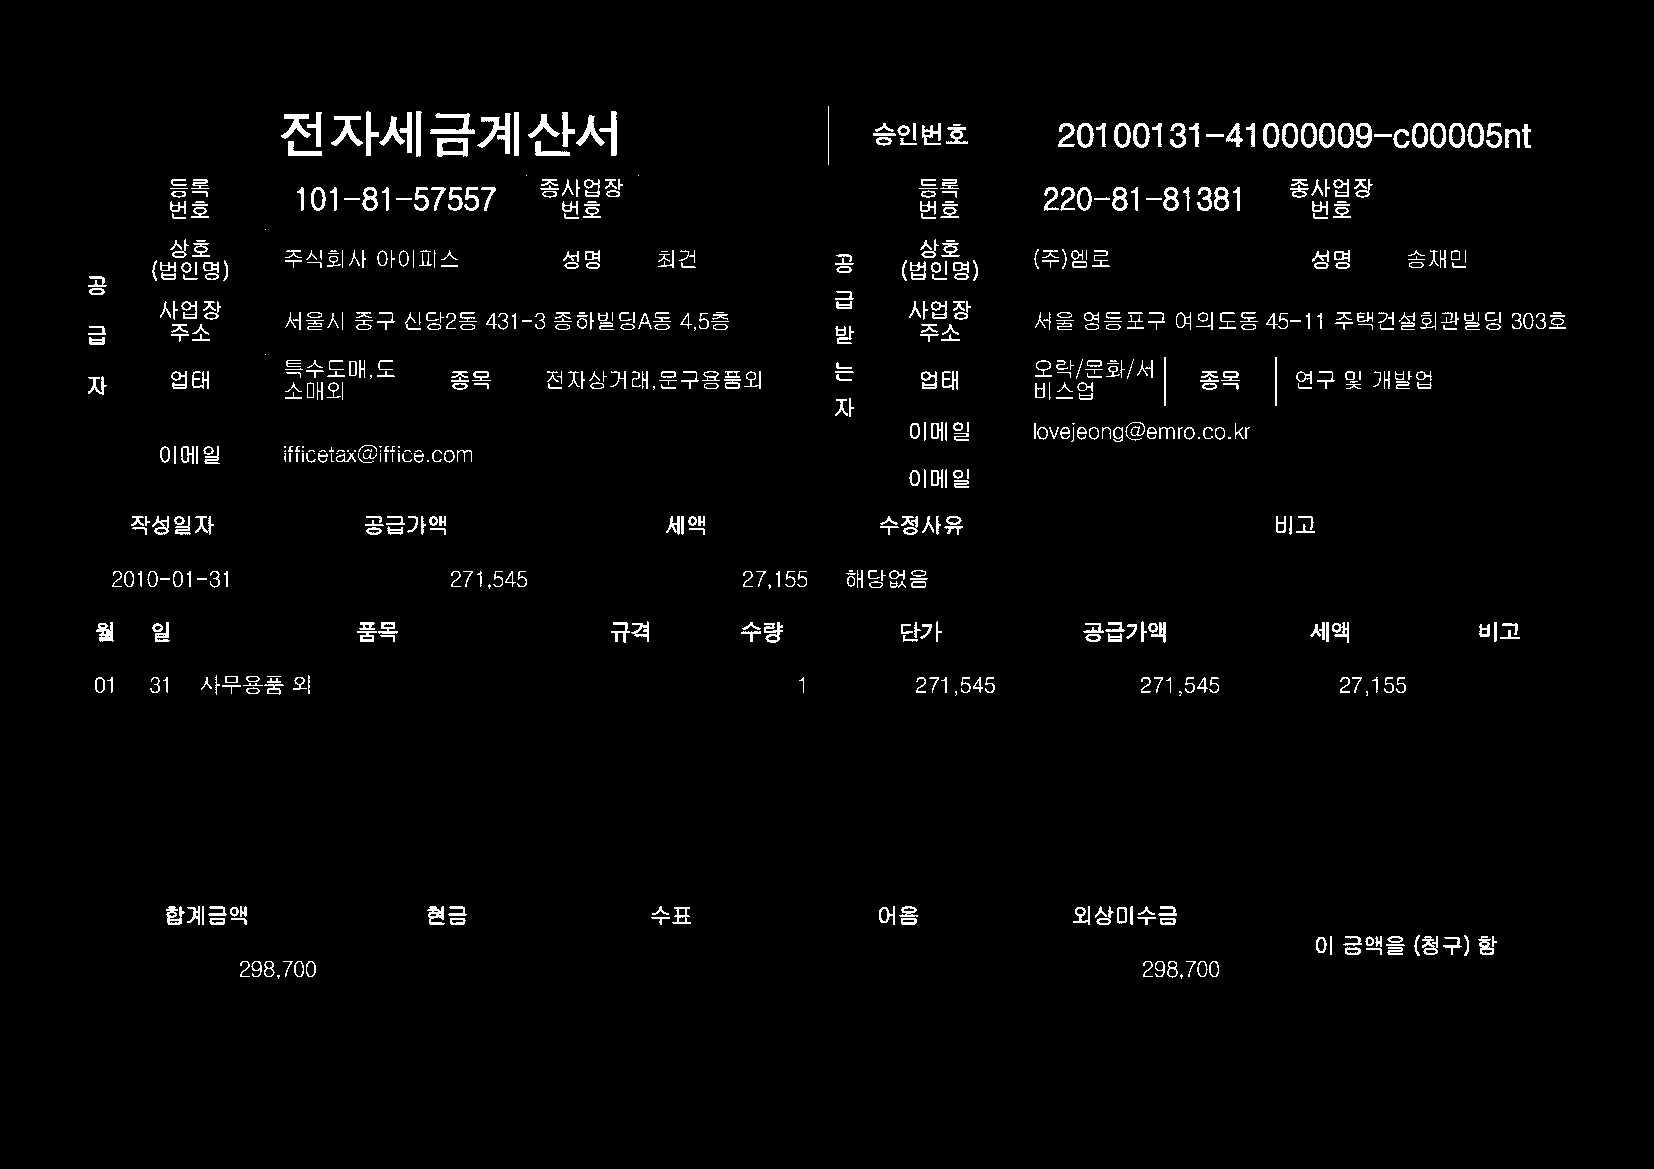 전자세금계산서 승인번호 20100131-41000009-c00005nt
등록번호 101-81-57557 종사업장번호
상호(법인명) 주식회사 아이피스 성명 최건
사업장주소 서울시 중구 신당2동 431-3 종하빌딩A동 4,5층
업태 특수도매,도소매외 종목 전자상거래,문구용품외
이메일 ifficetax@iffice.com
공급자
등록번호 220-81-81381 종사업장번호
상호(법인명) (주)엠로 성명 송재민
사업장주소 서울 영등포구 여의도동 45-11 주택건설회관빌딩 303호
업태 오락/문화/서비스업 종목 연구 및 개발업
이메일 lovejeong@emro.co.kr
이메일
공급받는자
작성일자 공급가액 세액 수정사유 비고
2010-01-31 271,545 27,155 해당없음
월 일 품목 규격 수량 단가 공급가액 세액 비고
01 31 사무용품 외 1 271,545 271,545 27,155
합계금액 현금 수표 어음 외상미수금
이 금액을 (청구) 함
298,700 298,700